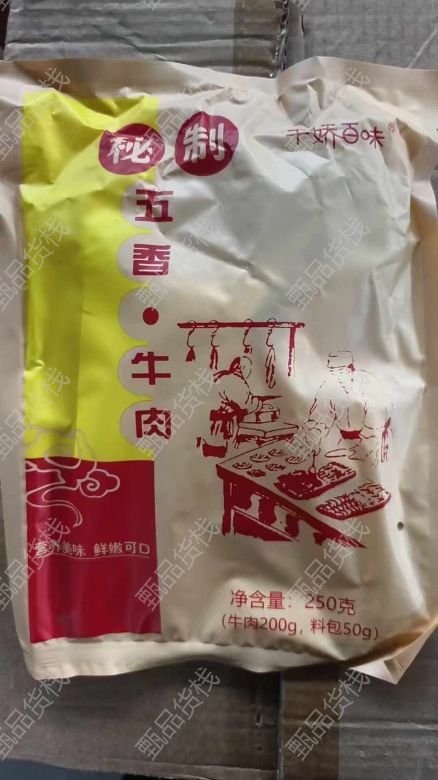 秘制
千娇百味®
五香·牛肉
营养美味 鲜嫩可口
净含量：250克
（牛肉200g，料包50g）
甄品货栈